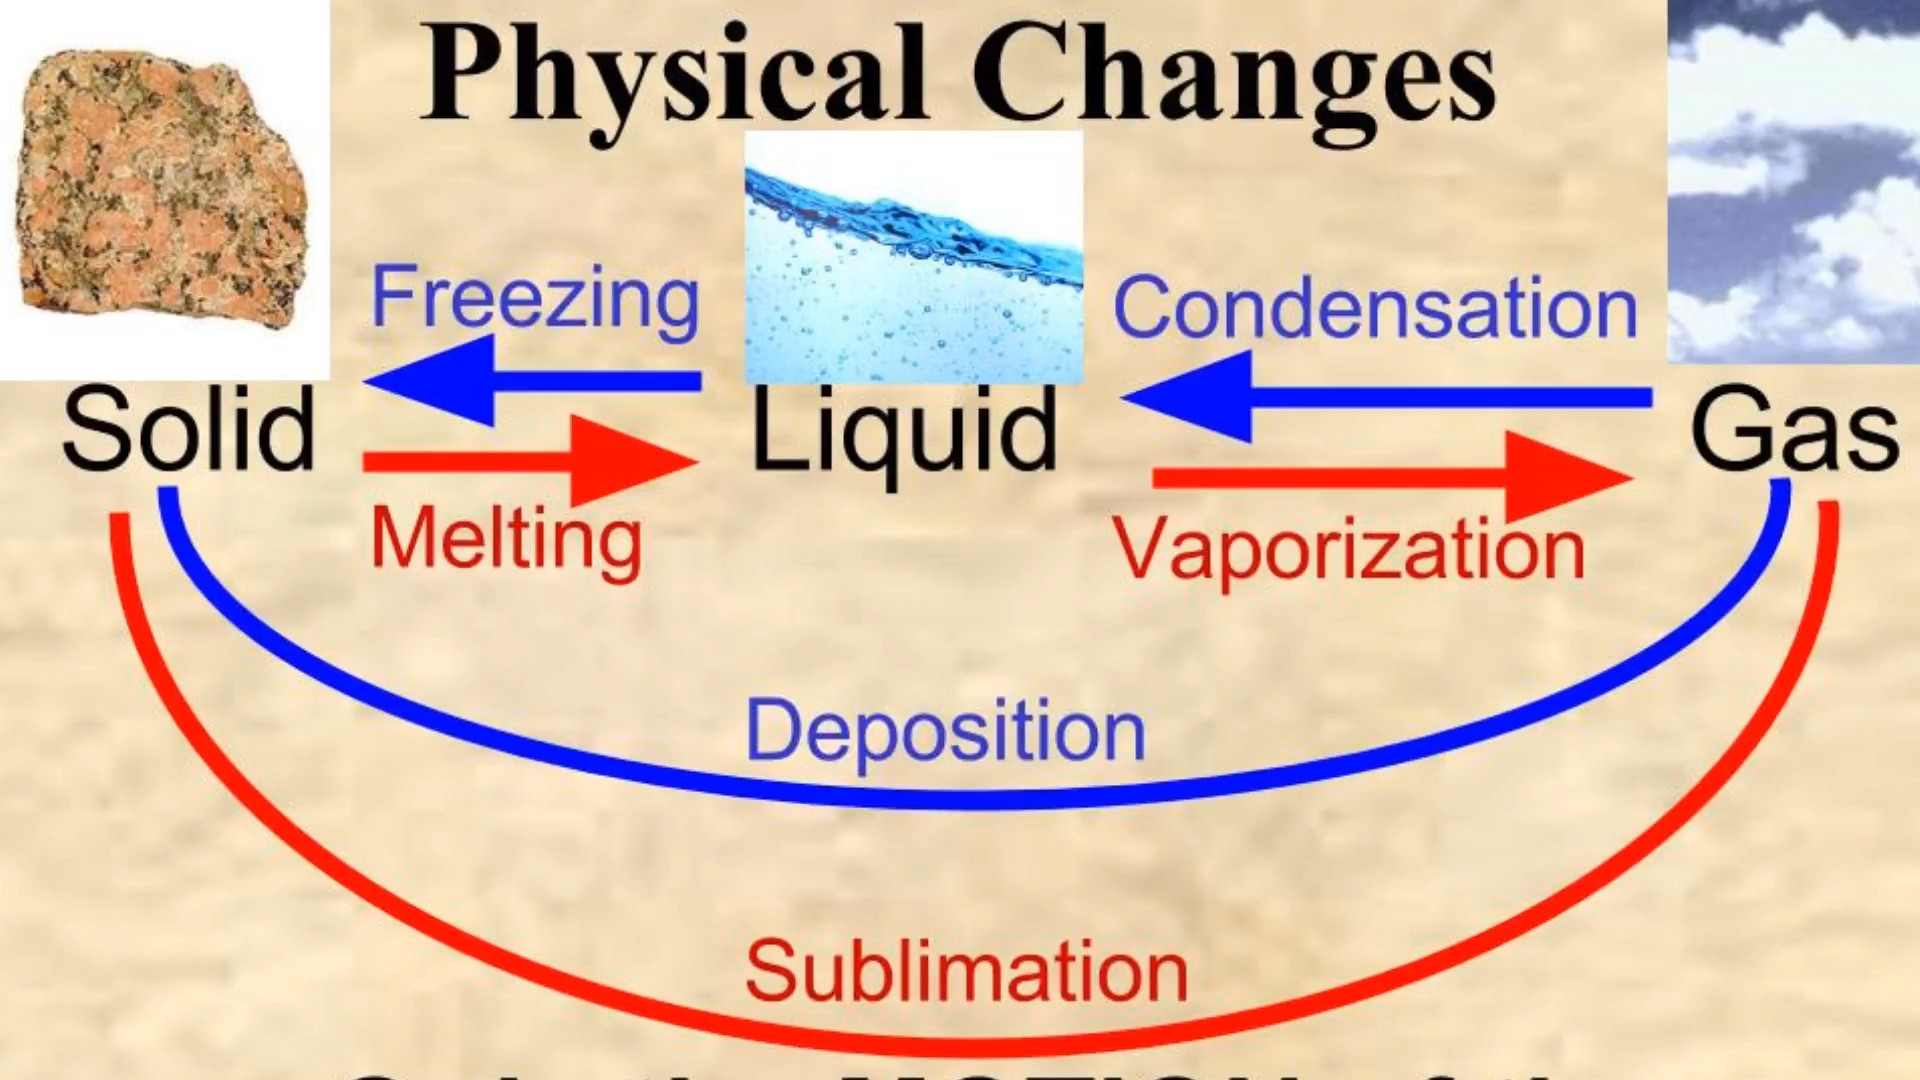 Physical Changes
Freezing
Condensation
Solid
Liquid
Gas
Melting
Vaporization
Deposition
Sublimation